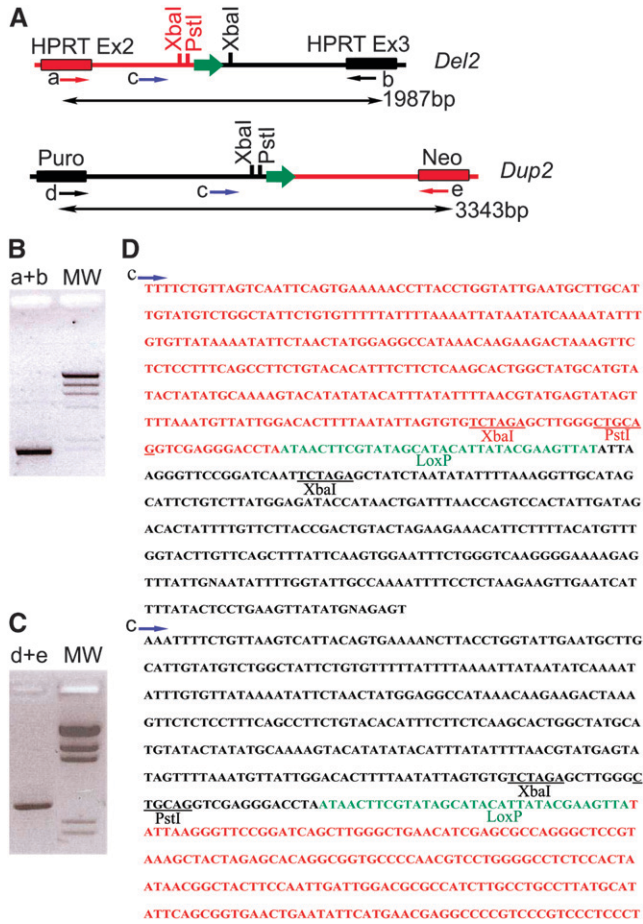 A
HPRT Ex2
XbaI
PstI
XbaI
HPRT Ex3
Del2
a
c
b
1987bp
Puro
XbaI
PstI
Neo
Dup2
d
c
e
3343bp
B
a+b MW
C
d+e MW
D
c
TTTTCTGTTAGTCAATTCAGTGAAAAACCTTACCTGGTATTGAATGCTTGCAT
TGTATGTCTGGCTATTCTGTGTTTTTATTTTAAAATTATAATATCAAAATATTT
GTGTTATAAAATATTCTAACTATGGAGGCCATAAACAAGAAGACTAAAGTTC
TCTCCTTTCAGCCTTCTGTACACATTTCTTCTCAAGCACTGGCTATGCATGTA
TACTATATGCAAAAGTACATATATACATTTATATTTTAACGTATGAGTATAGT
TTTAAATGTTATTGGACACTTTTAATATTAGTGTGTCTAGAGCTTGGGCTGCA
XbaI
PstI
GGTCGAGGGACCTAATAACTTCGTATAGCATACATTATACGAAGTTATATTA
LoxP
AGGGTTCCGGATCAATTCTAGAGCTATCTAATATATTTTAAAGGTTGCATAG
XbaI
CATTCTGTCTTATGGAGATACCATAACTGATTTAACCAGTCCACTATTGATAG
ACACTATTTTGTTCTTACCGACTGTACTAGAAGAAACATTCTTTTACATGTTT
GGTACTTGTTCAGCTTTATTCAAGTGGAATTTCTGGGTCAAGGGGAAAAGAG
TTTATTGNAATATTTTGGTATTGCCAAAATTTTCCTCTAAGAAGTTGAATCAT
TTTATACTCCTGAAGTTATATGNAGAGT
c
AAATTTTCTGTTAAGTCATTACAGTGAAAANCTTACCTGGTATTGAATGCTTG
CATTGTATGTCTGGCTATTCTGTGTTTTTATTTTAAAATTATAATATCAAAAT
ATTTGTGTTATAAAATATTCTAACTATGGAGGCCATAAACAAGAAGACTAAA
GTTCTCTCCTTTCAGCCTTCTGTACACATTTCTTCTCAAGCACTGGCTATGCA
TGTATACTATATGCAAAAGTACATATATACATTTATATTTTAACGTATGAGTA
TAGTTTTAAATGTTATTGGACACTTTTAATATTAGTGTGTCTAGAGCTTGGGC
XbaI
TGCAGGTCGAGGGACCTAATAACTTCGTATAGCATACATTATACGAAGTTAT
PstI
LoxP
ATTAAGGGTTCCGGATCAGCTTGGGCTGAACATCGAGCGCCAGGGCTCCGT
AAAGCTACTAGAGCACAGGCGGTGCCCCAACGTCCTGGGGCCTCTCCACTA
ATAACGGCTACTTCCAATTGATTGGACGCGCCATCTTGCCTGCCTTATGCAT
ATTCAGCGGTGAACTGAATATTCATGAACGAGGCCCCGTCCCGTCCCTCCCT